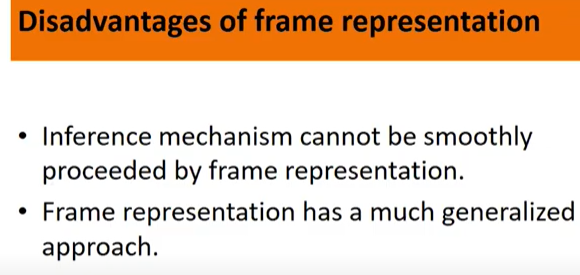 Disadvantages of frame representation
• Inference mechanism cannot be smoothly
proceeded by frame representation.
• Frame representation has a much generalized
approach.